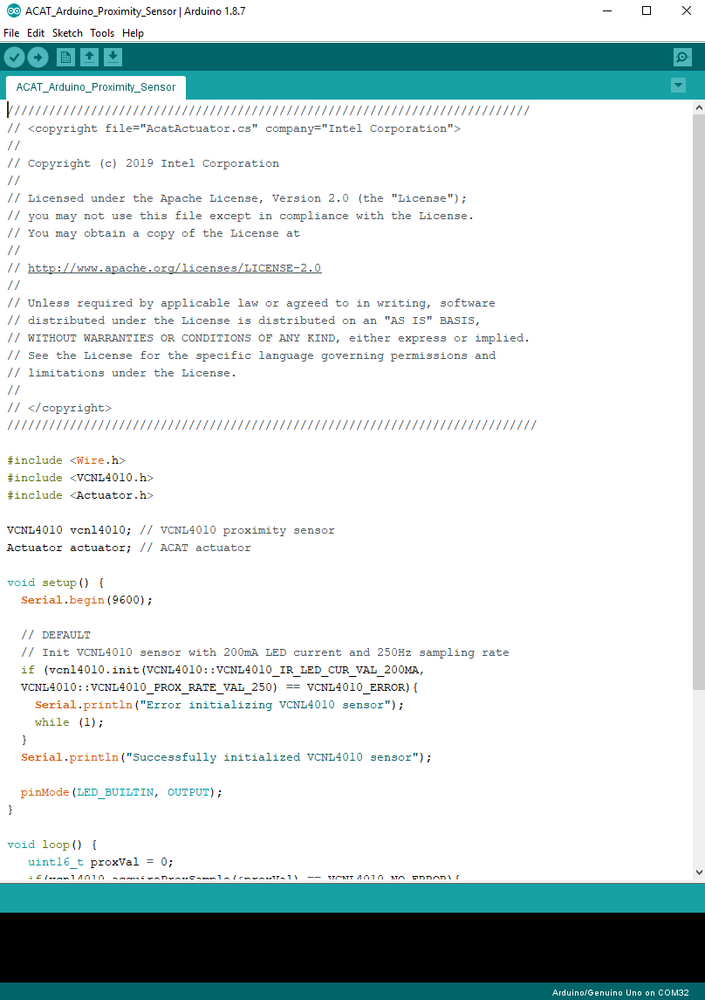 ACAT_Arduino_Proximity_Sensor | Arduino 1.8.7
File Edit Sketch Tools Help
ACAT_Arduino_Proximity_Sensor
///////////////////////////////////////////////////////////////////////////
// <copyright file="AcatActuator.cs" company="Intel Corporation">
//
// Copyright (c) 2019 Intel Corporation
//
// Licensed under the Apache License, Version 2.0 (the "License");
// you may not use this file except in compliance with the License.
// You may obtain a copy of the License at
//
// http://www.apache.org/licenses/LICENSE-2.0
//
// Unless required by applicable law or agreed to in writing, software
// distributed under the License is distributed on an "AS IS" BASIS,
// WITHOUT WARRANTIES OR CONDITIONS OF ANY KIND, either express or implied.
// See the License for the specific language governing permissions and
// limitations under the License.
//
// </copyright>
////////////////////////////////////////////////////////////////////////////
#include <Wire.h>
#include <VCNL4010.h>
#include <Actuator.h>
VCNL4010 vcnl4010; // VCNL4010 proximity sensor
Actuator actuator; // ACAT actuator
void setup() {
Serial.begin(9600);
// DEFAULT
// Init VCNL4010 sensor with 200mA LED current and 250Hz sampling rate
if (vcnl4010.init(VCNL4010::VCNL4010_IR_LED_CUR_VAL_200MA,
VCNL4010::VCNL4010_PROX_RATE_VAL_250) == VCNL4010_ERROR){
Serial.println("Error initializing VCNL4010 sensor");
while (1);
}
Serial.println("Successfully initialized VCNL4010 sensor");
pinMode(LED_BUILTIN, OUTPUT);
}
void loop() {
uint16_t proxVal = 0;
if(vcnl4010.acquireProxSample(&proxVal) == VCNL4010_NO_ERROR){
Arduino/Genuino Uno on COM32